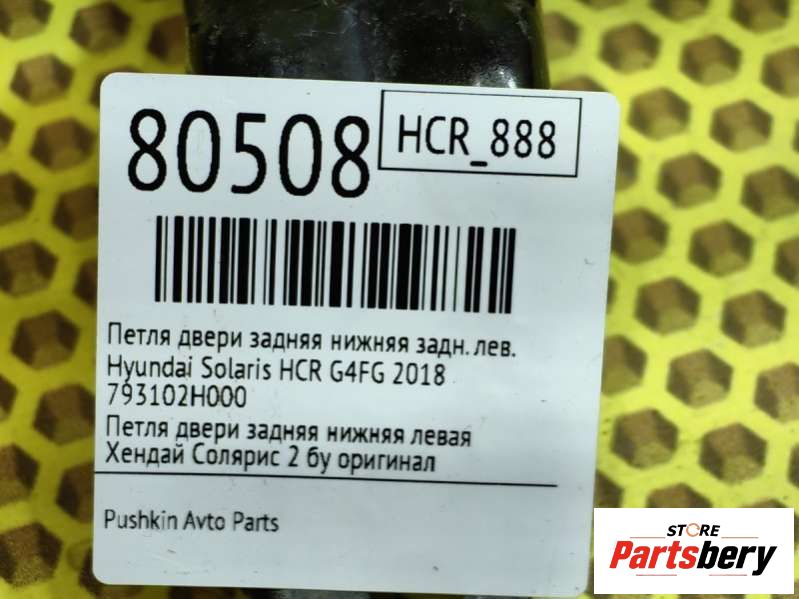 80508
HCR_888
Петля двери задняя нижняя задн. лев.
Hyundai Solaris HCR G4FG 2018
793102H000
Петля двери задняя нижняя левая
Хендай Солярис 2 бу оригинал
Pushkin Avto Parts
STORE
Partsbery